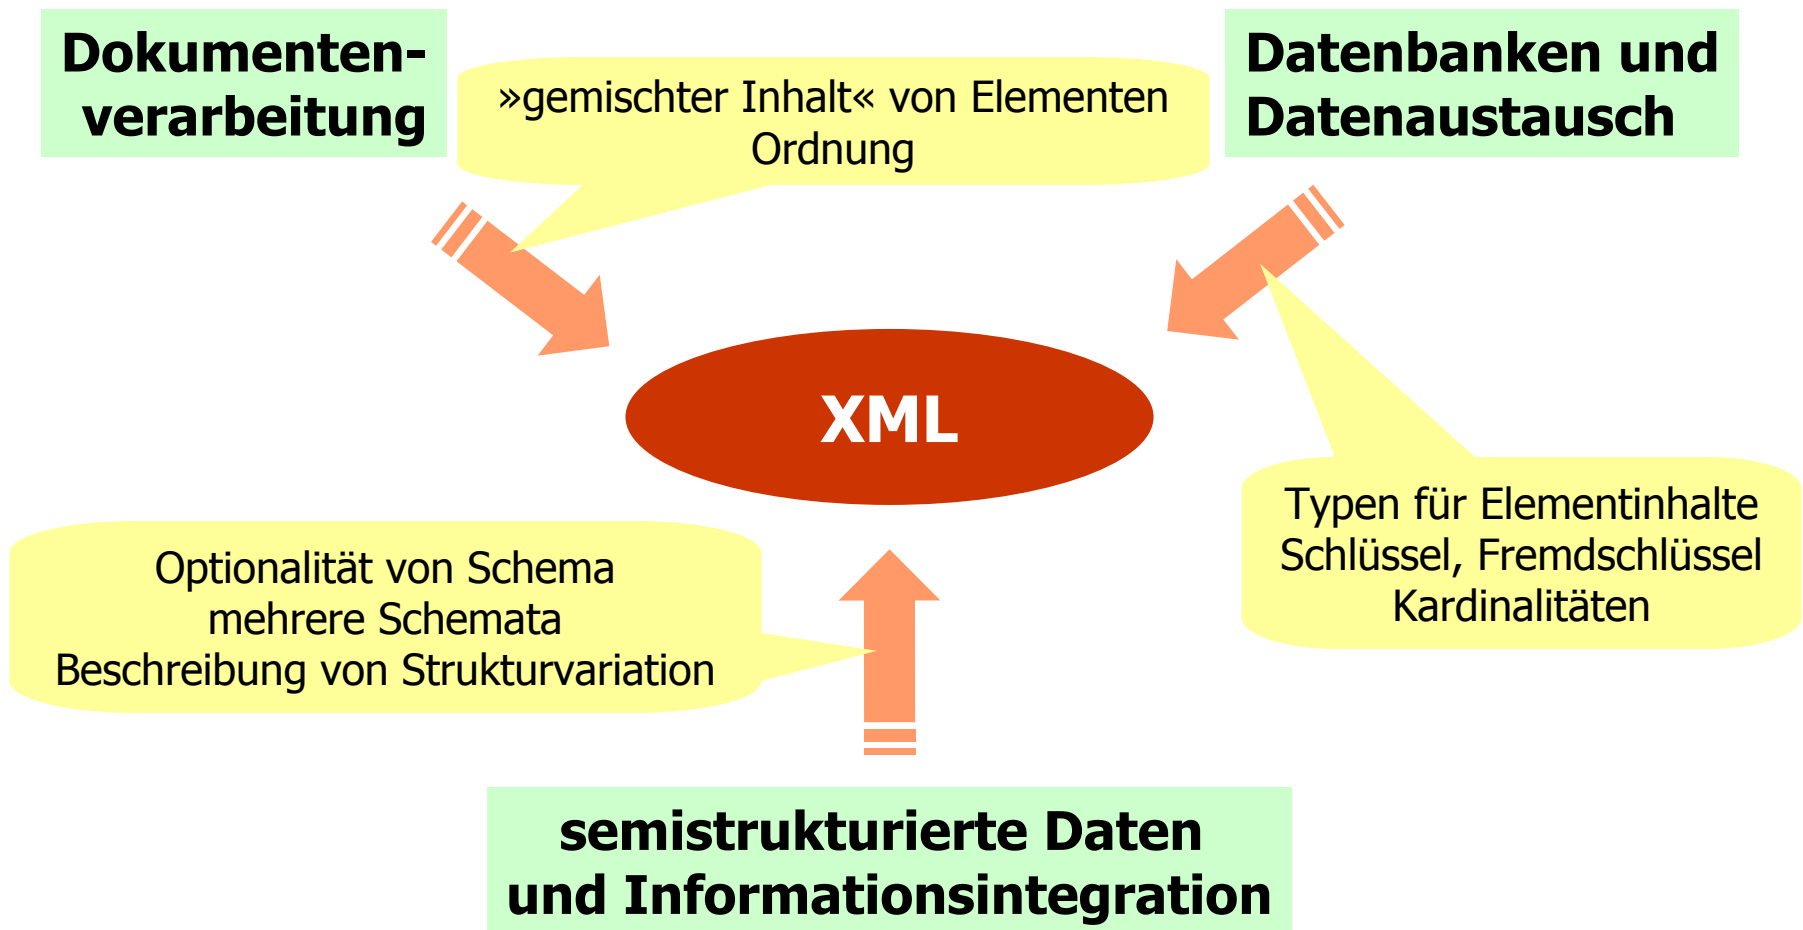 Dokumenten-
verarbeitung
»gemischter Inhalt« von Elementen
Ordnung
Datenbanken und
Datenaustausch
XML
Typen für Elementinhalte
Schlüssel, Fremdschlüssel
Kardinalitäten
Optionalität von Schema
mehrere Schemata
Beschreibung von Strukturvariation
semistrukturierte Daten
und Informationsintegration